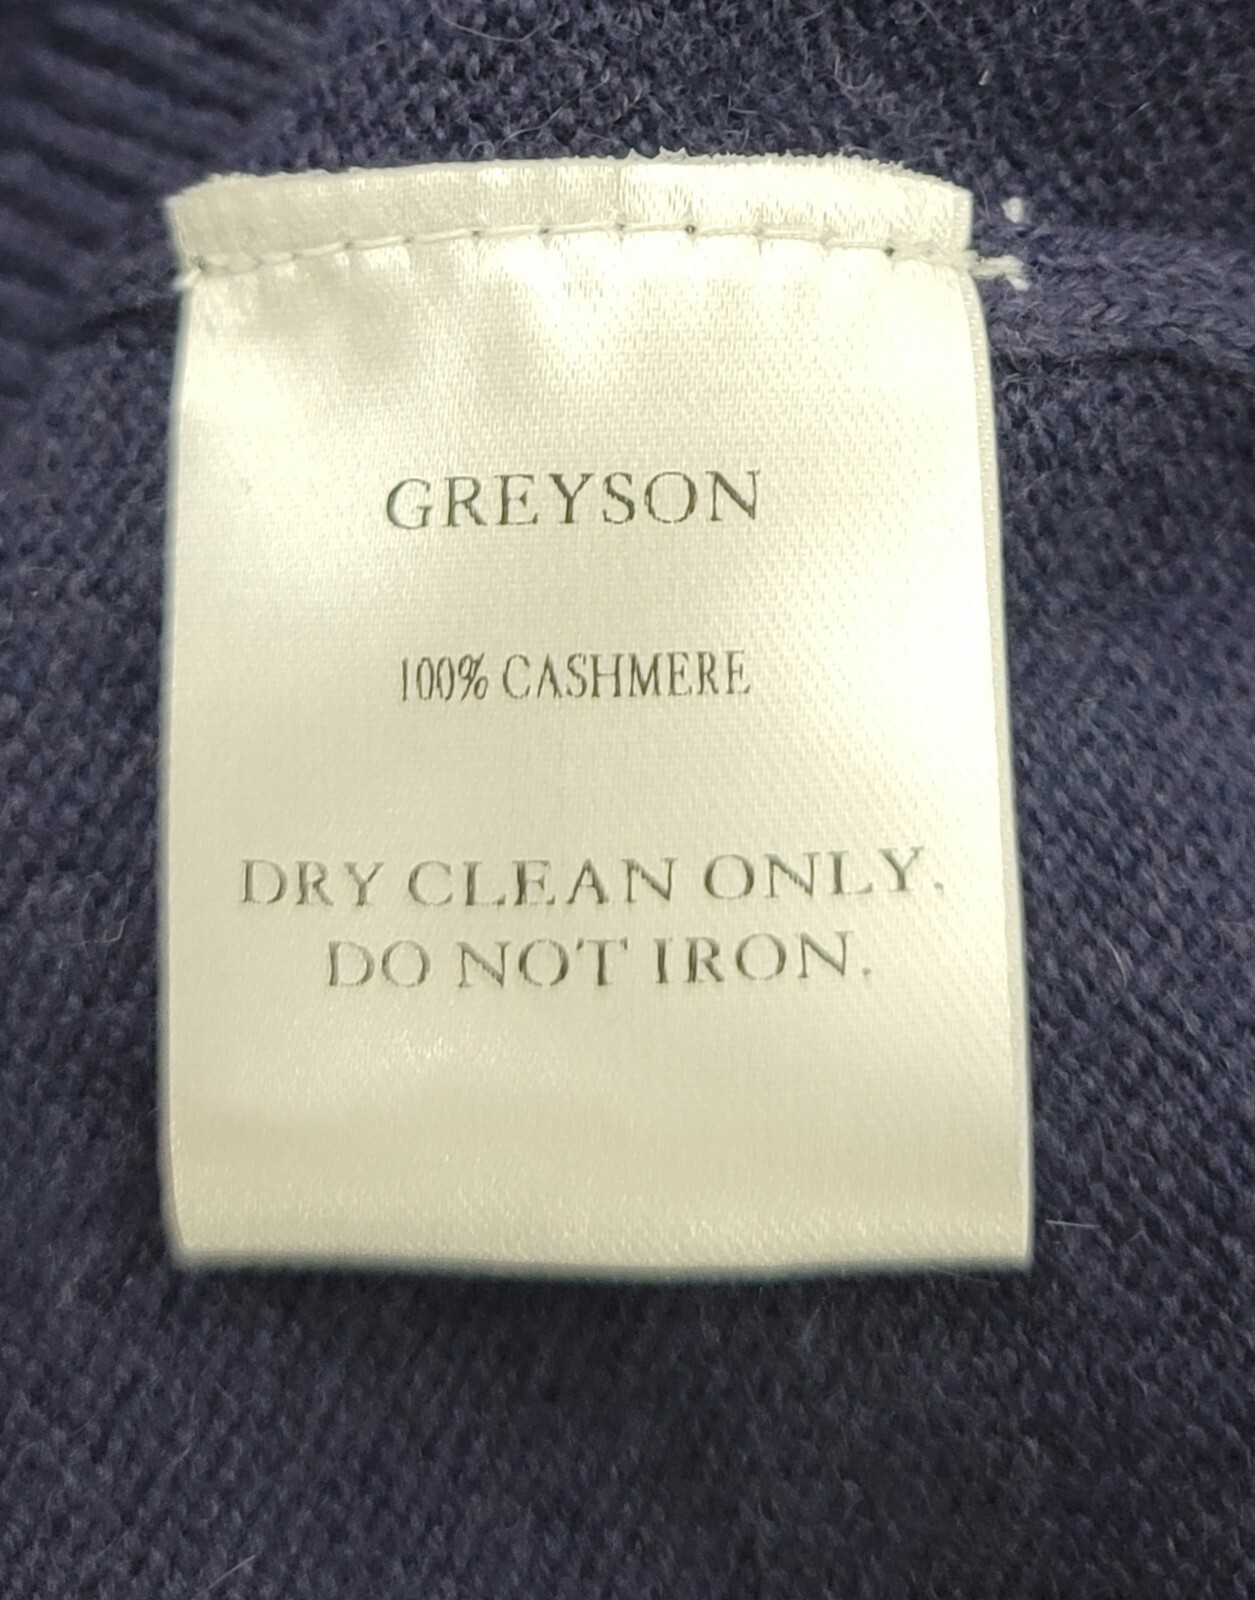 GREYSON
100% CASHMERE
DRY CLEAN ONLY.
DO NOT IRON.